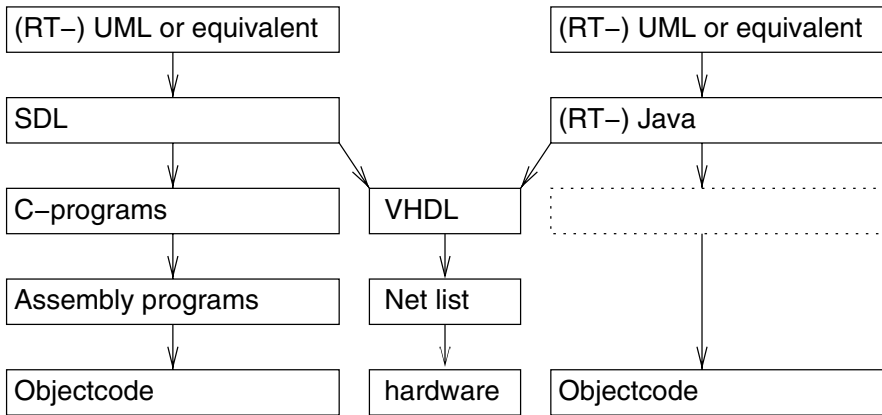 (RT−) UML or equivalent
(RT−) UML or equivalent
SDL
(RT−) Java
C−programs
VHDL
Assembly programs
Net list
Objectcode
hardware
Objectcode